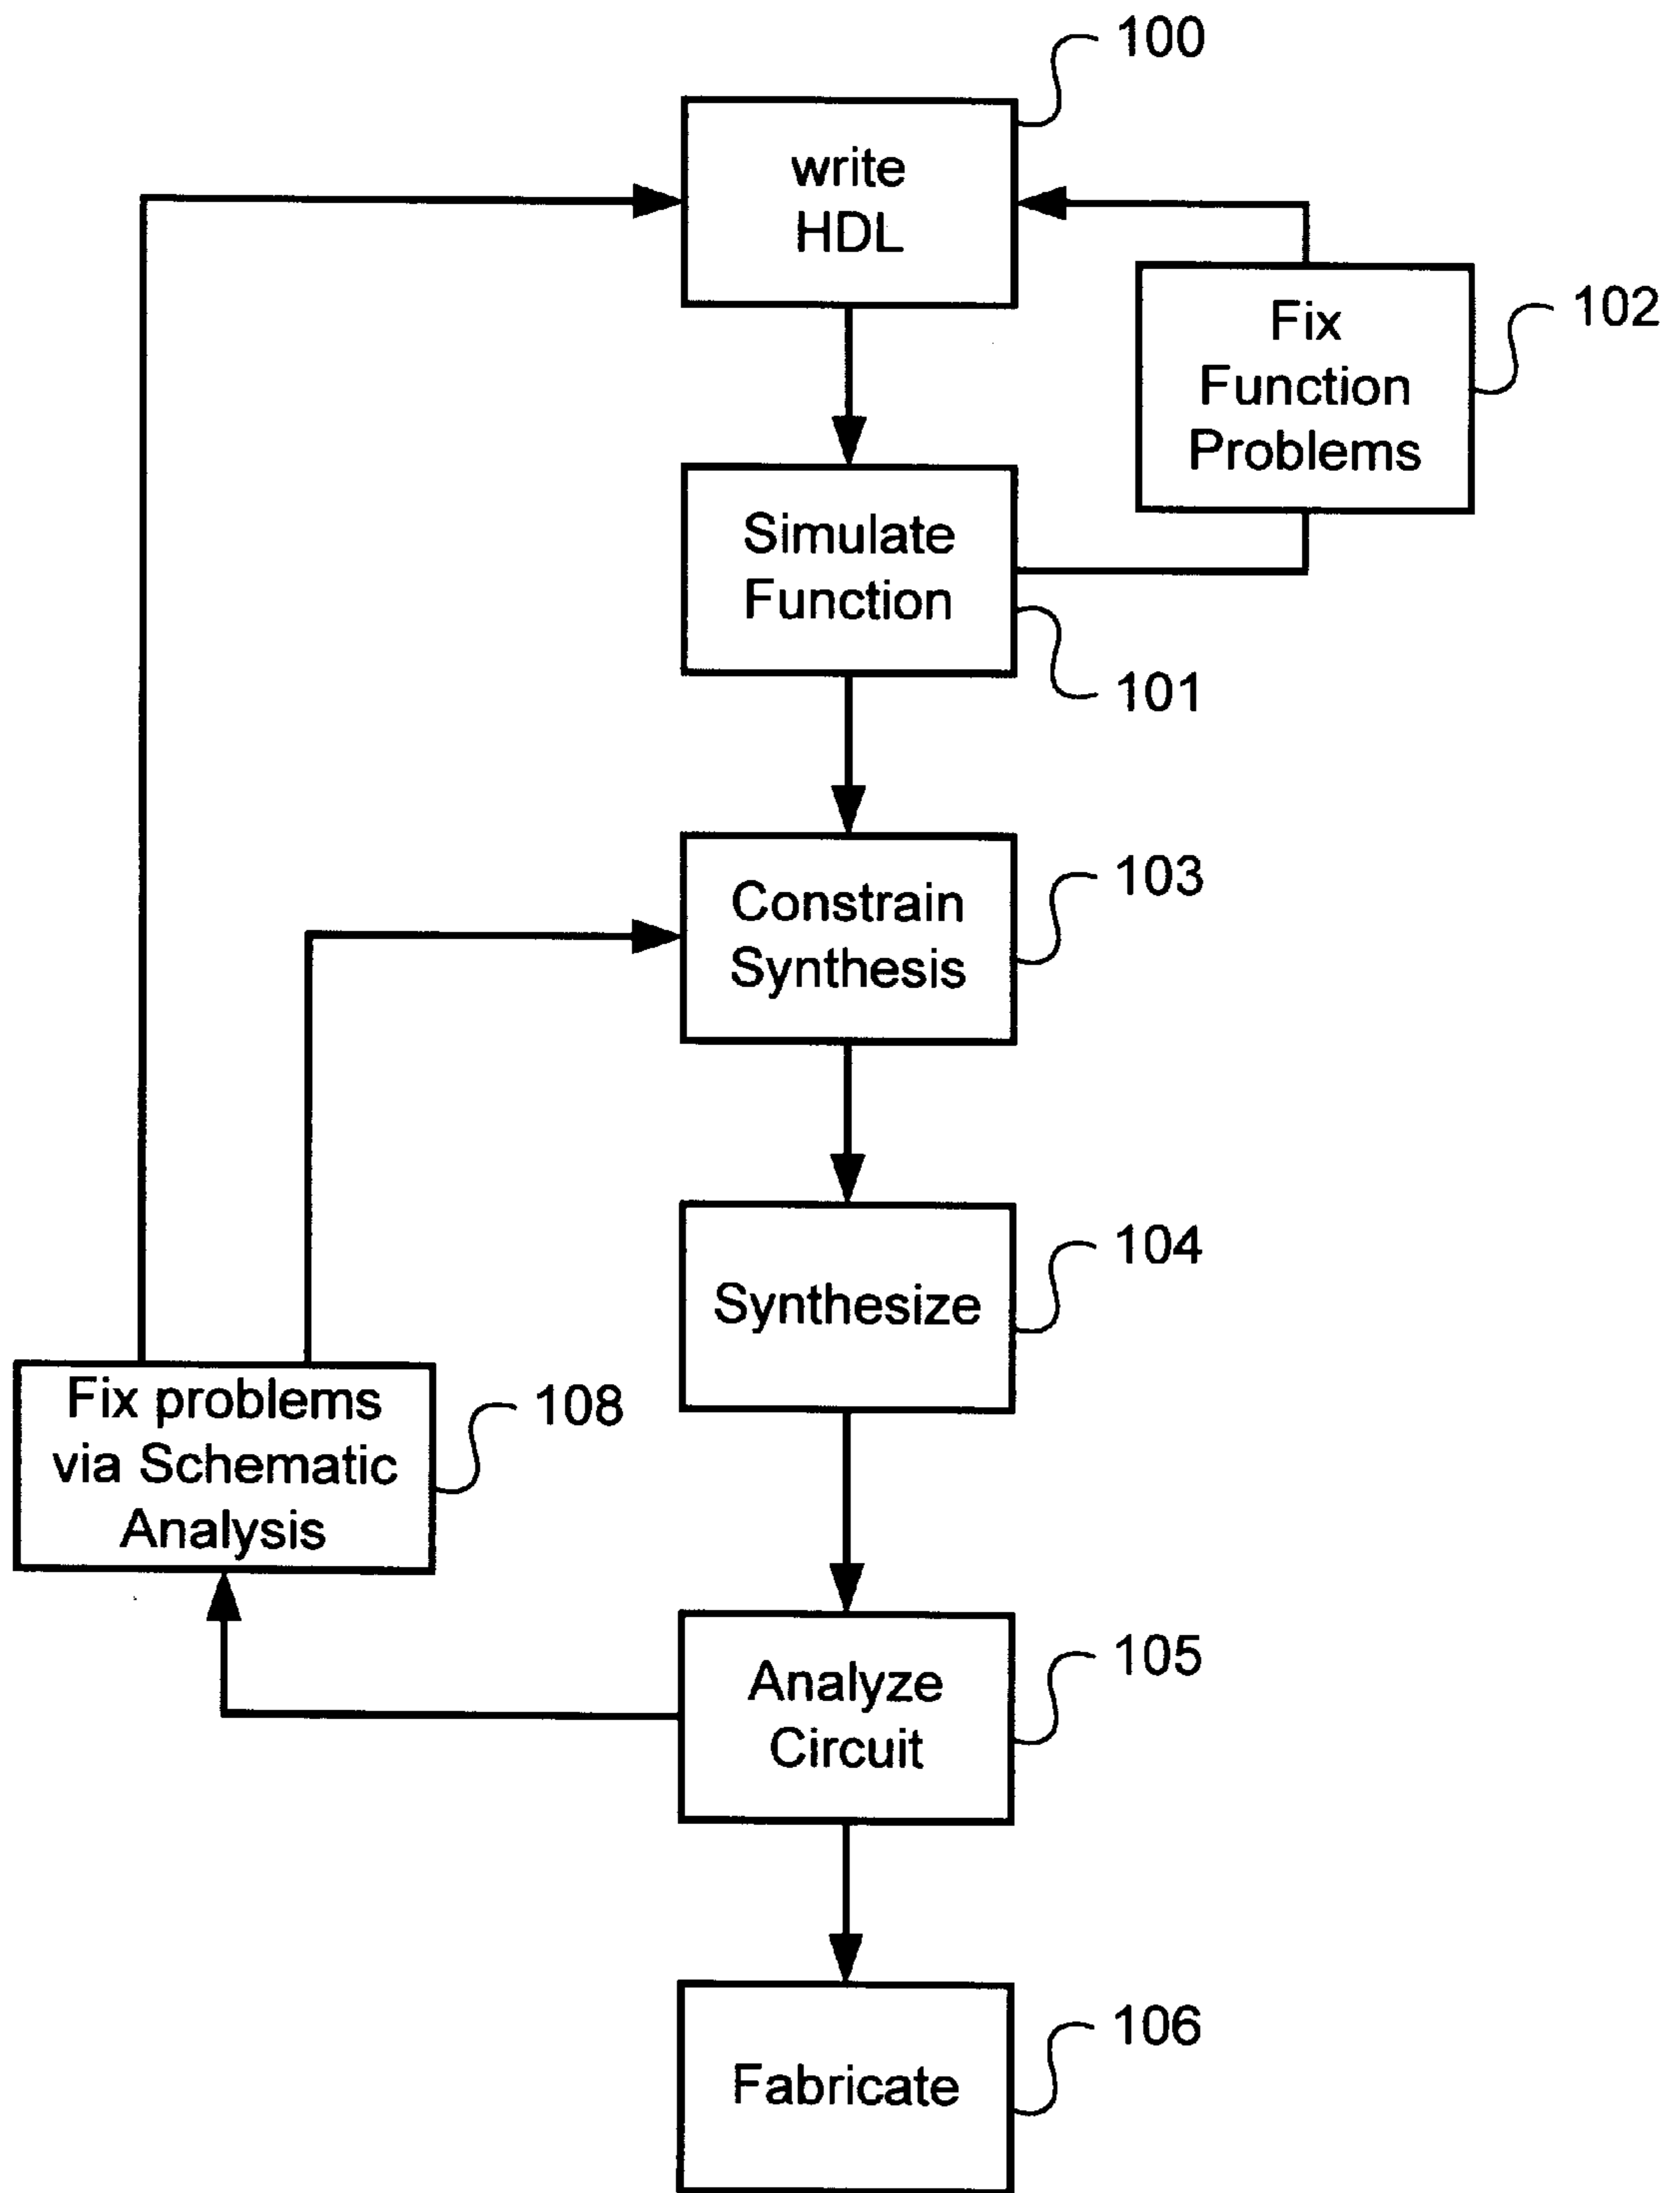 100
write
HDL
Fix
Function
Problems
102
Simulate
Function
101
Constrain
Synthesis
103
Synthesize
104
Fix problems
via Schematic
Analysis
108
Analyze
Circuit
105
Fabricate
106